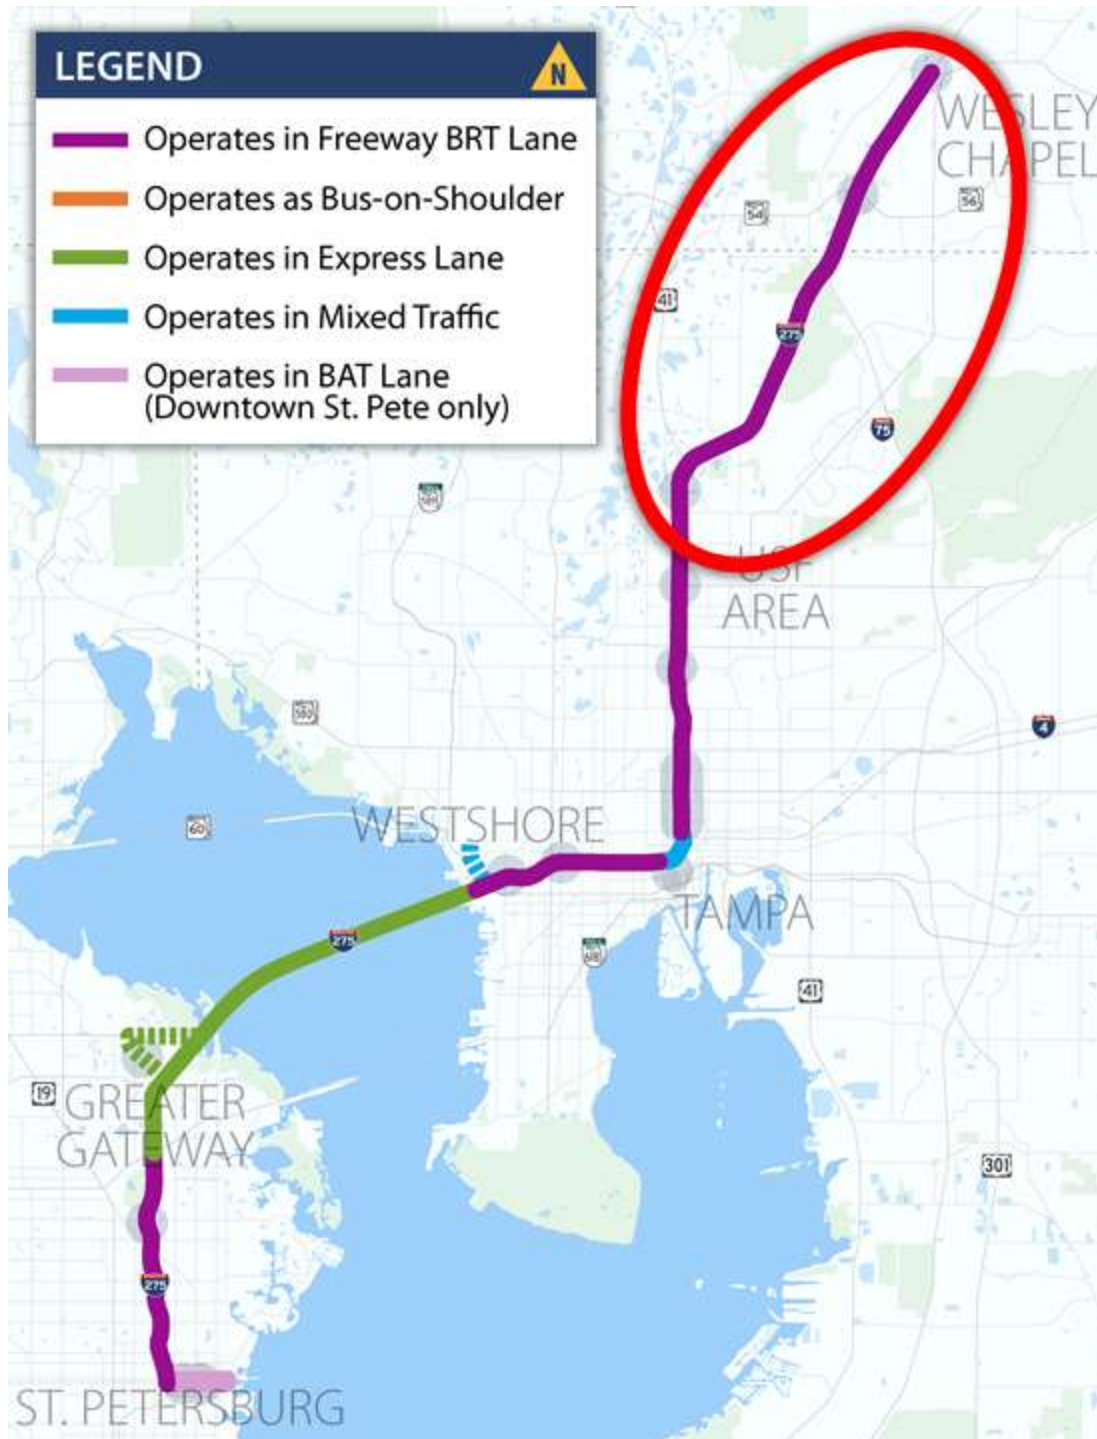 LEGEND
N
Operates in Freeway BRT Lane
Operates as Bus-on-Shoulder
Operates in Express Lane
Operates in Mixed Traffic
Operates in BAT Lane
(Downtown St. Pete only)
WESLEY
CHAPEL
54
56
41
275
75
589
USF
AREA
580
4
60
WESTSHORE
TAMPA
275
618
41
19
GREATER
GATEWAY
301
275
ST. PETERSBURG